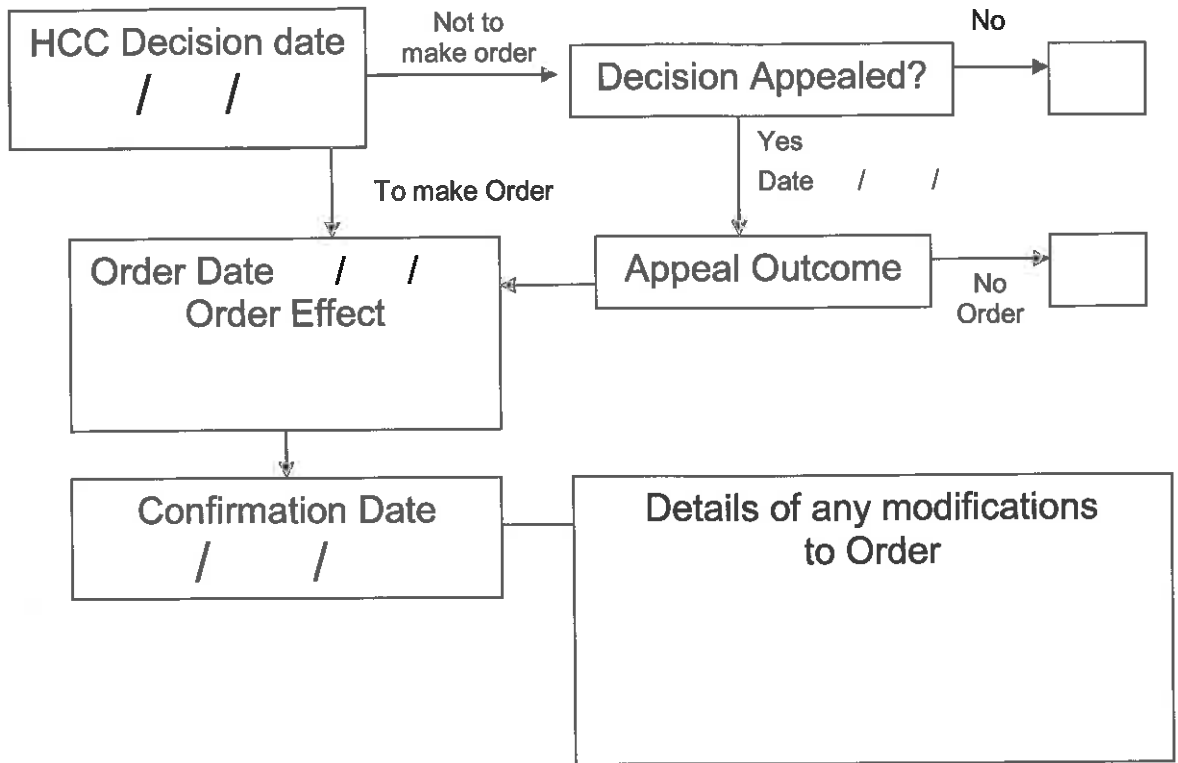 HCC Decision date
/ /
Not to
make order
Decision Appealed?
No
Yes
Date / /
To make Order
Order Date / /
Order Effect
Appeal Outcome
No
Order
Confirmation Date
/ /
Details of any modifications
to Order